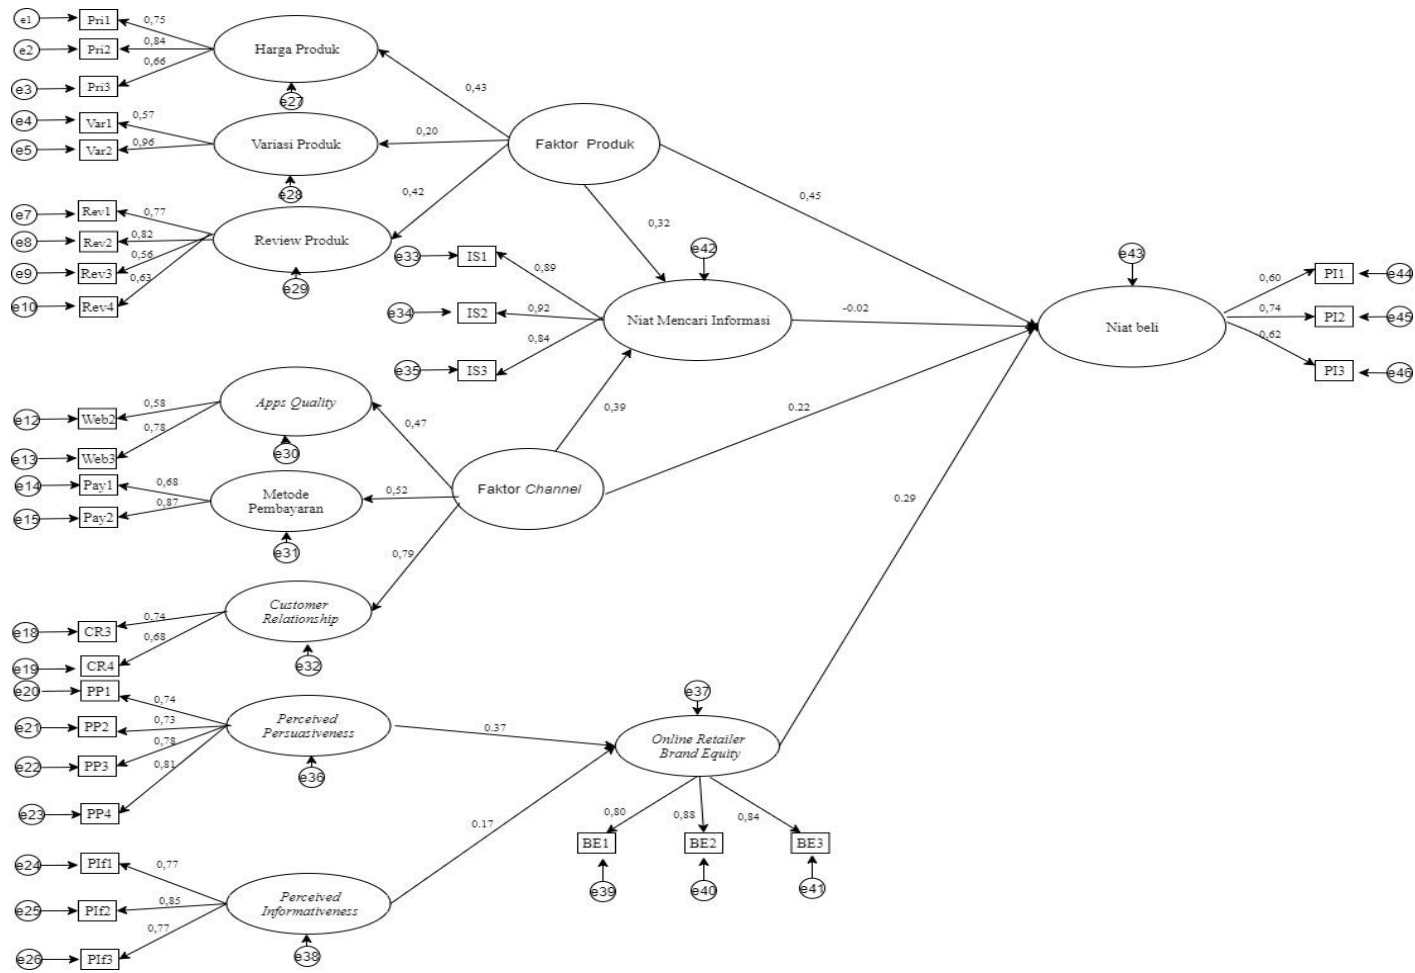 e1
Pri1
0,75
e2
Pri2
0,84
Harga Produk
e3
Pri3
0,66
e27
0,43
e4
Var1
0,57
e5
Var2
0,96
Variasi Produk
e28
0,20
Faktor Produk
e7
Rev1
0,77
e8
Rev2
0,82
e9
Rev3
0,56
e10
Rev4
0,63
Review Produk
e29
0,42
0,45
0,32
e33
IS1
0,89
e34
IS2
0,92
e35
IS3
0,84
e42
Niat Mencari Informasi
-0.02
e43
Niat beli
0,60
PI1
e44
0,74
PI2
e45
0,62
PI3
e46
e12
Web2
0,58
e13
Web3
0,78
Apps Quality
e30
0,47
0,39
0.22
e14
Pay1
0,68
e15
Pay2
0,87
Metode
Pembayaran
e31
0,52
Faktor Channel
0.29
0,79
e18
CR3
0,74
e19
CR4
0,68
Customer
Relationship
e32
e20
PP1
0,74
e21
PP2
0,73
e22
PP3
0,78
e23
PP4
0,81
Perceived
Persuasiveness
e36
0.37
e37
Online Retailer
Brand Equity
0.17
0,80
0,88
0,84
BE1
BE2
BE3
e39
e40
e41
e24
PIf1
0,77
e25
PIf2
0,85
e26
PIf3
0,77
Perceived
Informativeness
e38